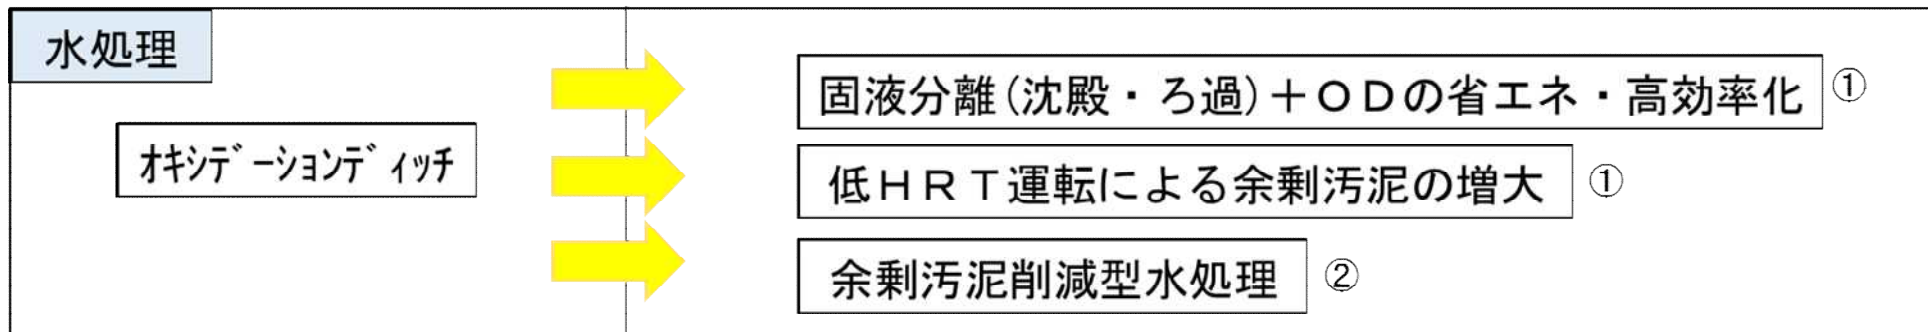 水処理
オキシデーションディッチ
固液分離(沈殿・ろ過)+ODの省エネ・高効率化 ①
低HRT運転による余剰汚泥の増大 ①
余剰汚泥削減型水処理 ②